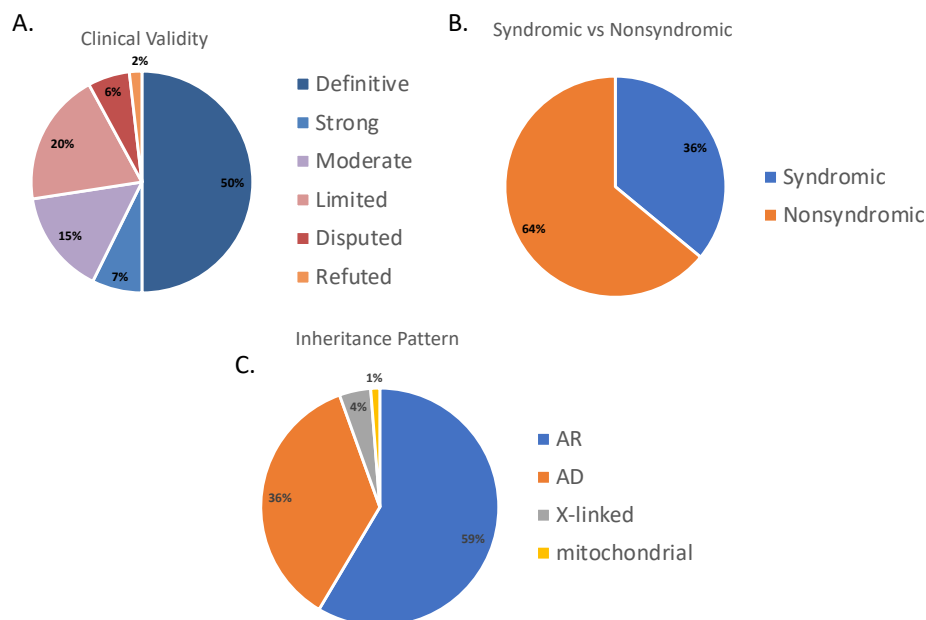 A.
Clinical Validity
2%
6%
20%
50%
15%
7%
Definitive
Strong
Moderate
Limited
Disputed
Refuted
B.
Syndromic vs Nonsyndromic
36%
64%
Syndromic
Nonsyndromic
Inheritance Pattern
C.
1%
4%
36%
59%
AR
AD
X-linked
mitochondrial